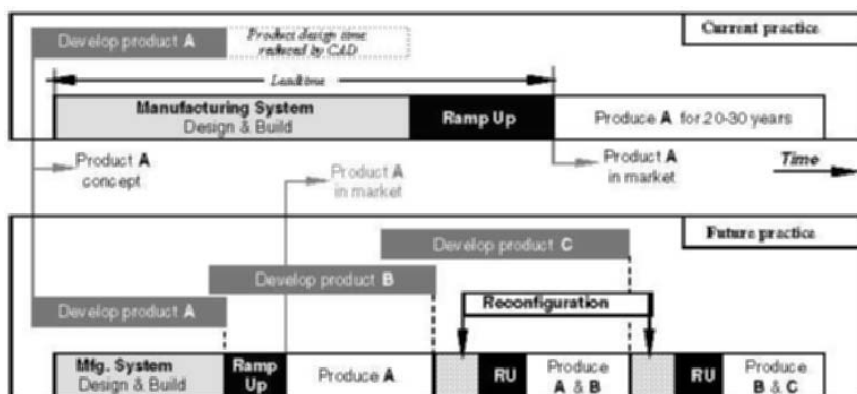 Current practice
Develop product A
Product design time
reduced by CAD
Leadtime
Manufacturing System
Design & Build
Ramp Up
Produce A for 20-30 years
Product A
concept
Product A
in market
Product A
in market
Time
Future practice
Develop product C
Develop product B
Develop product A
Reconfiguration
Mfg. System
Design & Build
Ramp
Up
Produce A
RU
Produce
A & B
RU
Produce
B & C